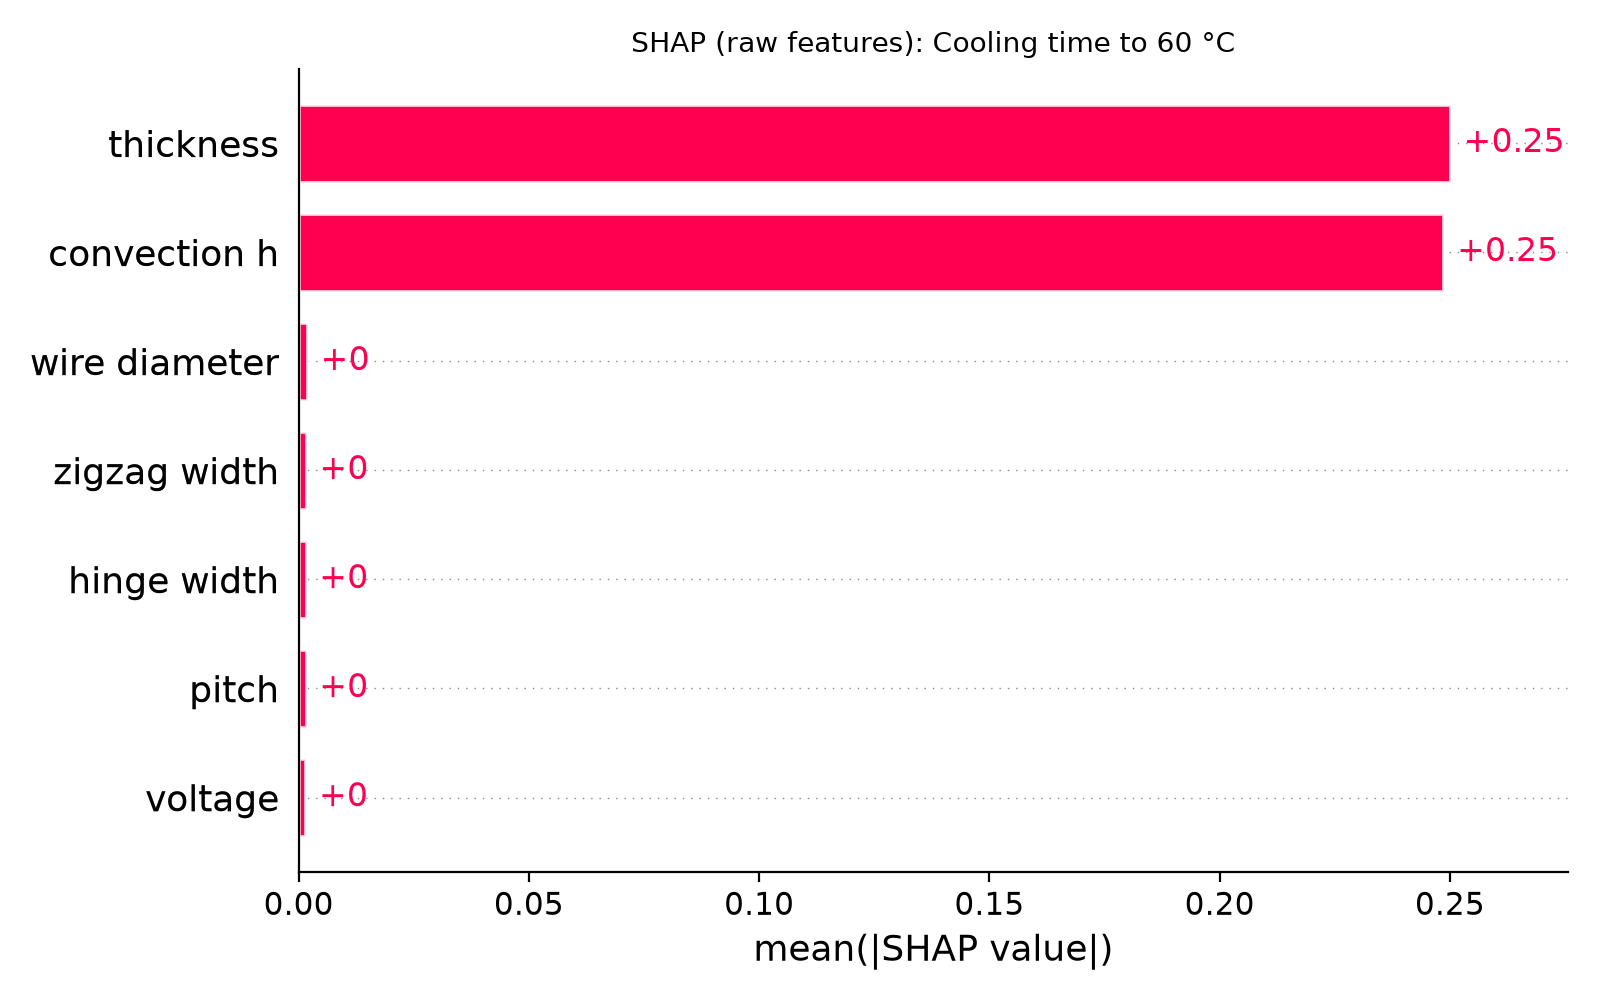 SHAP (raw features): Cooling time to 60 °C
thickness +0.25
convection h +0.25
wire diameter +0
zigzag width +0
hinge width +0
pitch +0
voltage +0
0.00 0.05 0.10 0.15 0.20 0.25
mean(|SHAP value|)